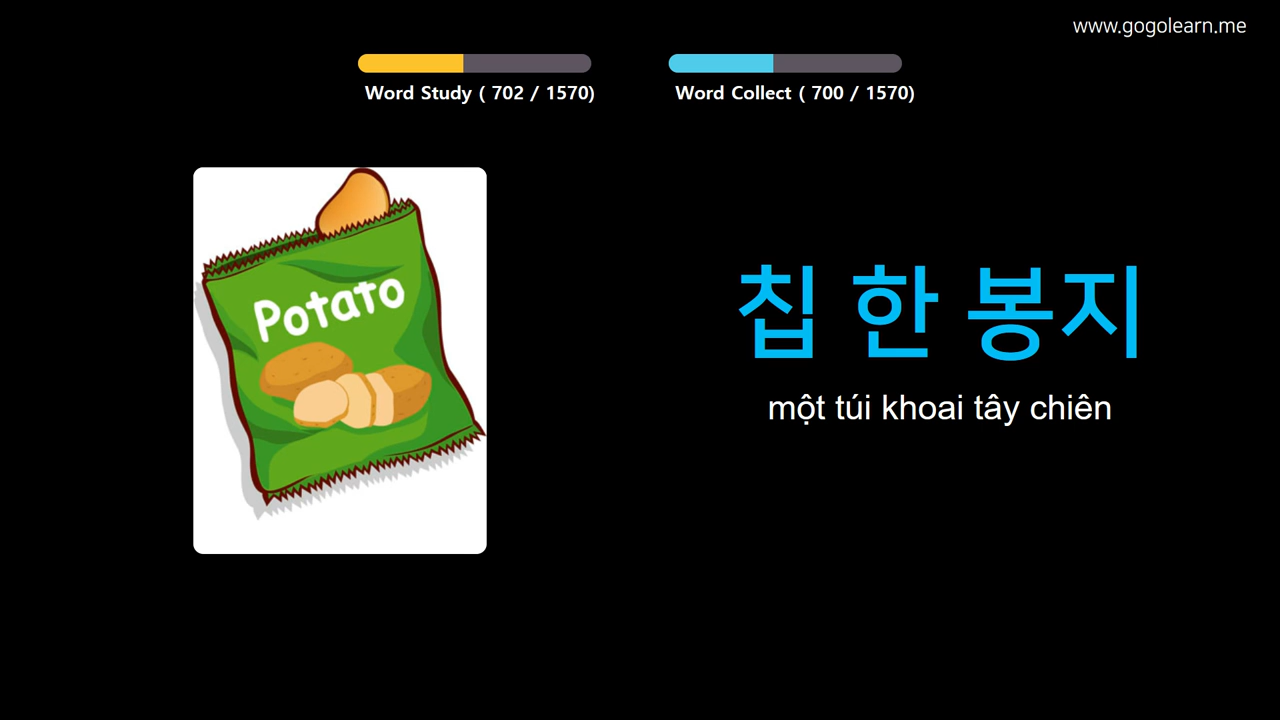 www.gogolearn.me
Word Study ( 702 / 1570)
Word Collect ( 700 / 1570)
Potato
칩 한 봉지
một túi khoai tây chiên